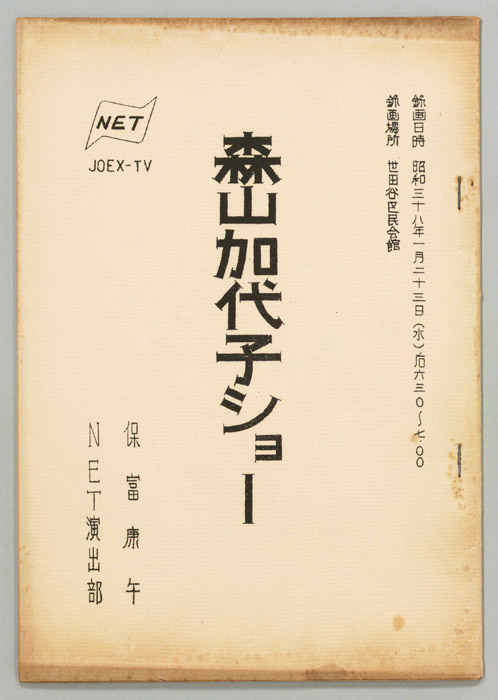 録画日時 昭和三十八年一月二十三日(水)后六三〇〜七.〇〇
録画場所 世田谷区民会館
森山加代子ショー
NET
JOEX-TV
保富康午
NET演出部